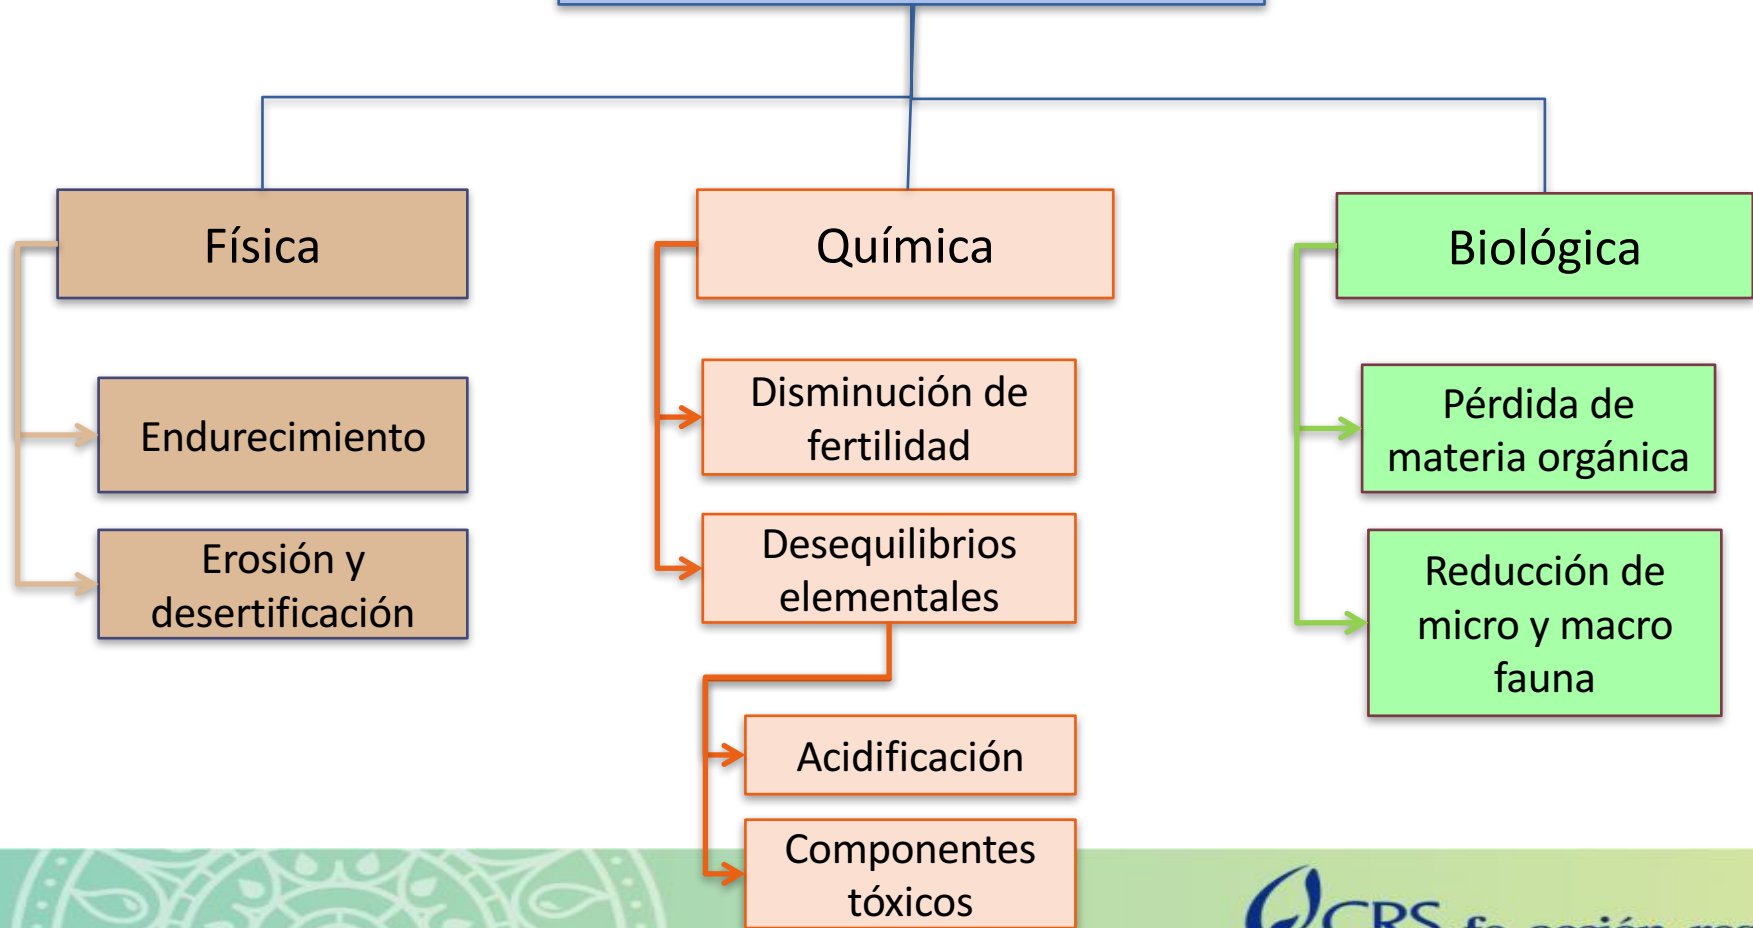 Física
Química
Biológica
Endurecimiento
Erosión y
desertificación
Disminución de
fertilidad
Desequilibrios
elementales
Acidificación
Componentes
tóxicos
Pérdida de
materia orgánica
Reducción de
micro y macro
fauna
CRS